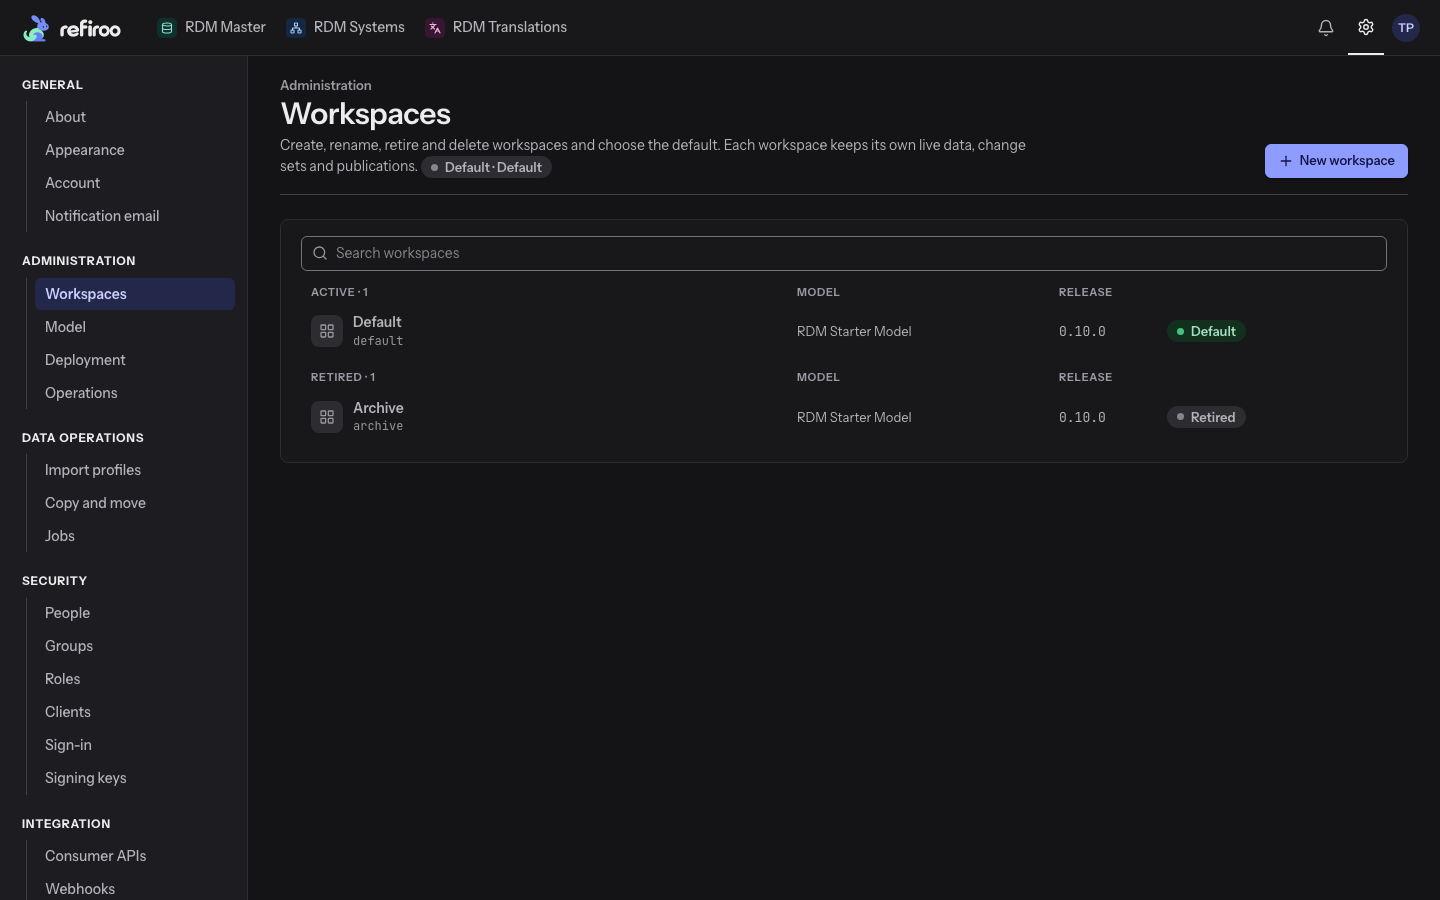 refiroo
RDM Master
RDM Systems
RDM Translations
TP
GENERAL
About
Appearance
Account
Notification email
ADMINISTRATION
Workspaces
Model
Deployment
Operations
DATA OPERATIONS
Import profiles
Copy and move
Jobs
SECURITY
People
Groups
Roles
Clients
Sign-in
Signing keys
INTEGRATION
Consumer APIs
Webhooks
Administration
Workspaces
Create, rename, retire and delete workspaces and choose the default. Each workspace keeps its own live data, change
sets and publications. Default · Default
New workspace
Search workspaces
ACTIVE · 1 MODEL RELEASE
Default
default
RDM Starter Model 0.10.0 Default
RETIRED · 1 MODEL RELEASE
Archive
archive
RDM Starter Model 0.10.0 Retired